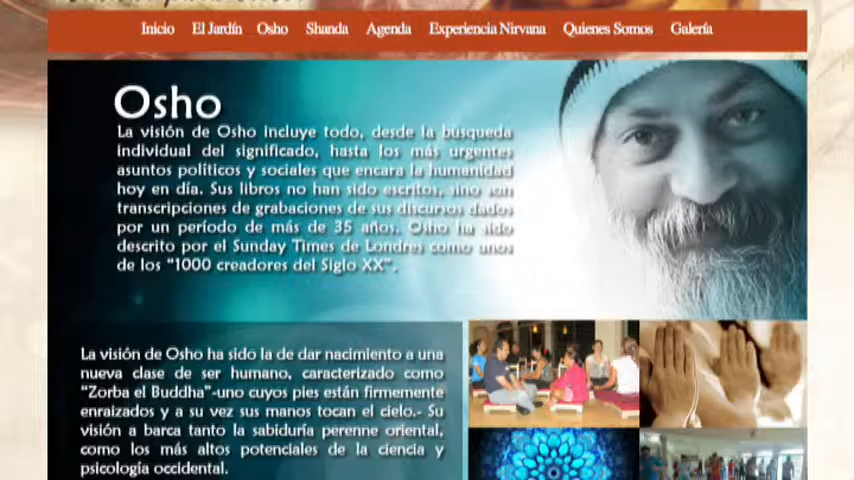 Inicio El Jardín Osho Shanda Agenda Experiencia Nirvana Quienes Somos Galería
Osho
La visión de Osho incluye todo, desde la búsqueda
individual del significado, hasta los más urgentes
asuntos políticos y sociales que encara la humanidad
hoy en día. Sus libros no han sido escritos, sino son
transcripciones de grabaciones de sus discursos dados
por un período de más de 35 años. Osho ha sido
descrito por el Sunday Times de Londres como unos
de los "1000 creadores del Siglo XX".
La visión de Osho ha sido la de dar nacimiento a una
nueva clase de ser humano, caracterizado como
"Zorba el Buddha"-uno cuyos pies están firmemente
enraizados y a su vez sus manos tocan el cielo.- Su
visión a barca tanto la sabiduría perenne oriental,
como los más altos potenciales de la ciencia y
psicología occidental.